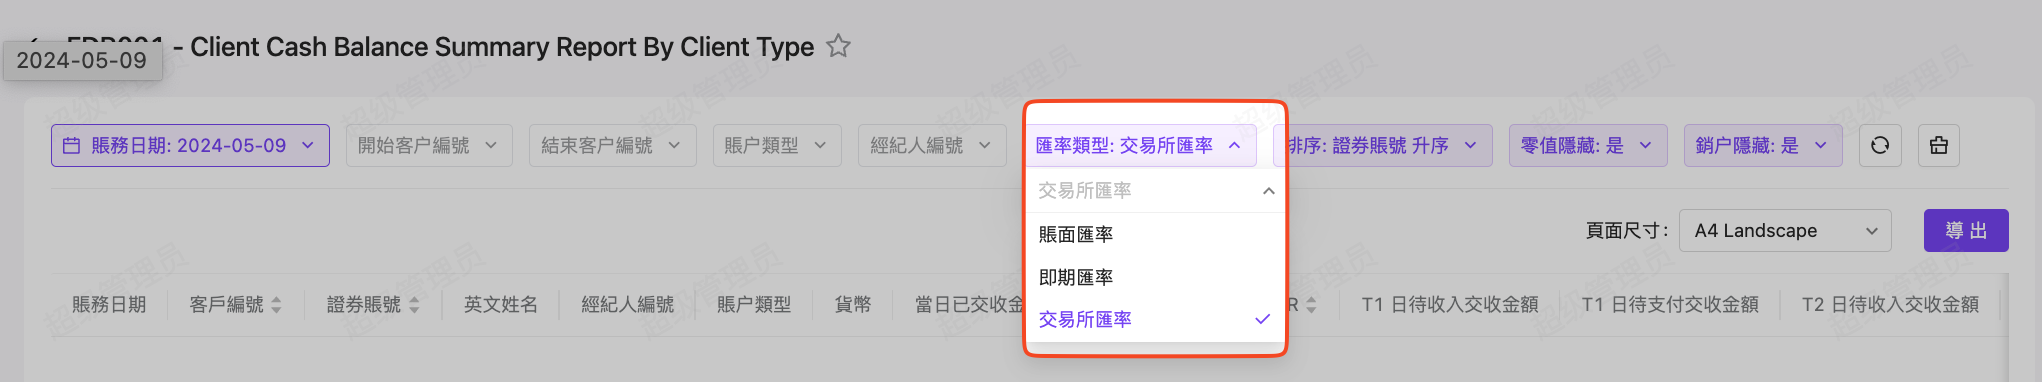 - Client Cash Balance Summary Report By Client Type
2024-05-09
賬務日期: 2024-05-09 開始客户編號 結束客户編號 賬户類型 經紀人編號 匯率類型: 交易所匯率 排序: 證券賬號 升序 零值隱藏: 是 銷户隱藏: 是
交易所匯率
賬面匯率
即期匯率
交易所匯率
頁面尺寸: A4 Landscape 導出
賬務日期 客戶編號 證券賬號 英文姓名 經紀人編號 賬户類型 貨幣 當日已交收金 R T1 日待收入交收金額 T1 日待支付交收金額 T2 日待收入交收金額
超级管理员